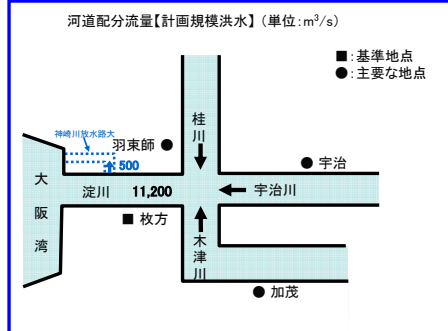 河道配分流量【計画規模洪水】(単位:m³/s)
■:基準地点
●:主要な地点
神崎川放水路大
羽束師 ●
桂川
500
● 宇治
大阪湾
淀川 11,200
宇治川
■ 枚方
木津川
● 加茂